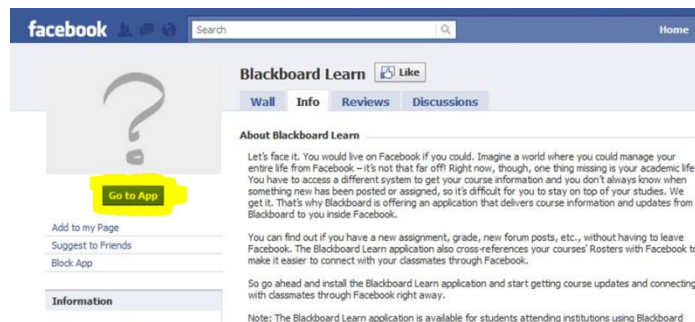 facebook
Search
Home
Blackboard Learn
Like
Wall Info Reviews Discussions
Go to App
Add to my Page
Suggest to Friends
Block App
Information
About Blackboard Learn
Let's face it. You would live on Facebook if you could. Imagine a world where you could manage your
entire life from Facebook – it's not that far off! Right now, though, one thing missing is your academic life
You have to access a different system to get your course information and you don't always know when
something new has been posted or assigned, so it's difficult for you to stay on top of your studies. We
get it. That's why Blackboard is offering an application that delivers course information and updates from
Blackboard to you inside Facebook.
You can find out if you have a new assignment, grade, new forum posts, etc., without having to leave
Facebook. The Blackboard Learn application also cross-references your courses' Rosters with Facebook to
make it easier to connect with your classmates through Facebook.
So go ahead and install the Blackboard Learn application and start getting course updates and connecting
with classmates through Facebook right away.
Note: The Blackboard Learn application is available for students attending institutions using Blackboard